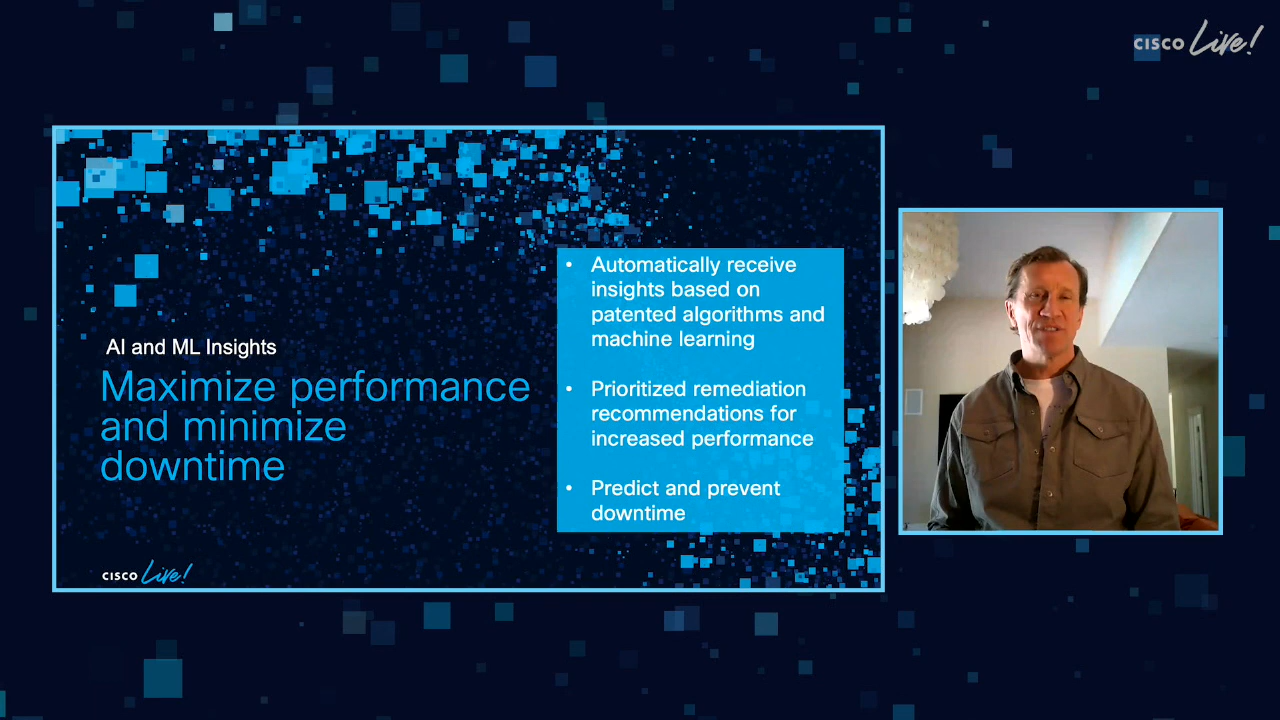 CISCO Live!
AI and ML Insights
Maximize performance
and minimize
downtime
• Automatically receive
insights based on
patented algorithms and
machine learning
• Prioritized remediation
recommendations for
increased performance
• Predict and prevent
downtime
CISCO Live!